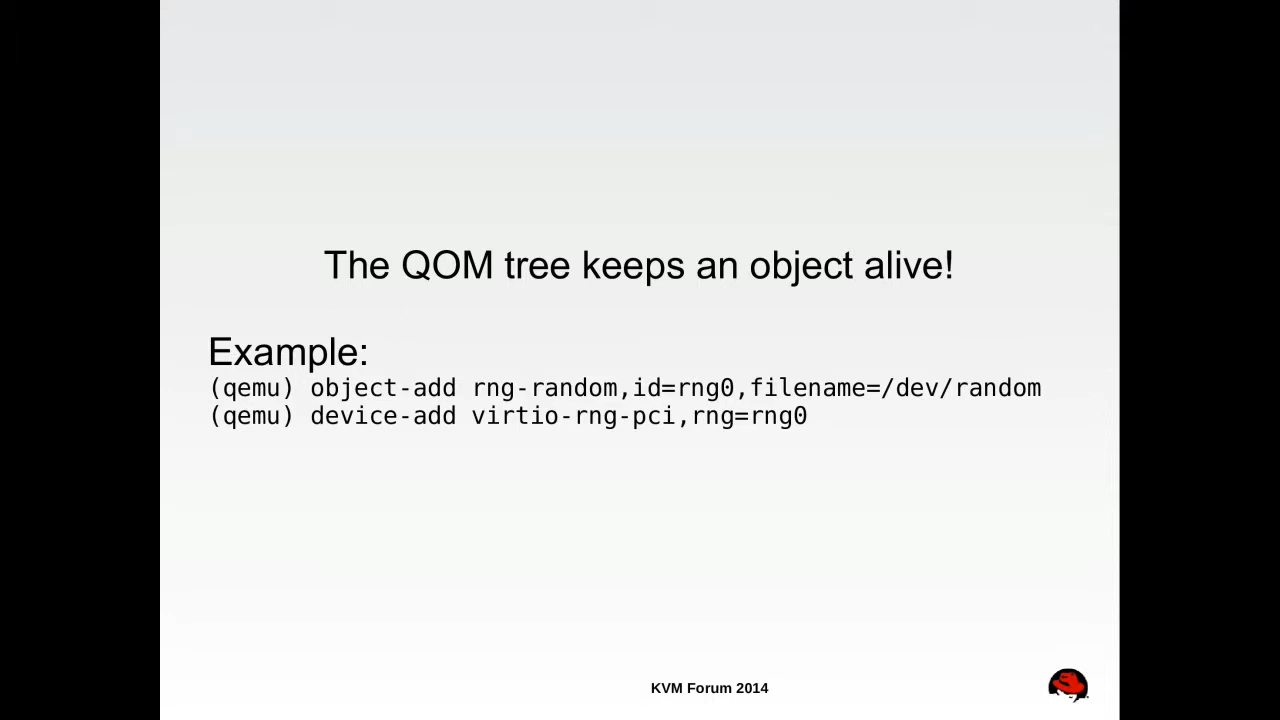 The QOM tree keeps an object alive!
Example:
(qemu) object-add rng-random,id=rng0,filename=/dev/random
(qemu) device-add virtio-rng-pci,rng=rng0
KVM Forum 2014